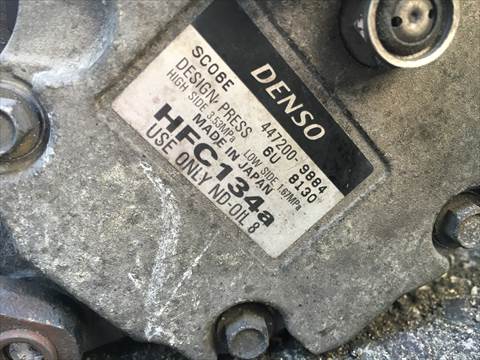 DENSO
SC08E 447200-9884
DESIGN PRESS 6U 8130
HIGH SIDE 3.53MPa LOW SIDE 1.67MPa
MADE IN JAPAN
HFC134a
USE ONLY ND-OIL 8